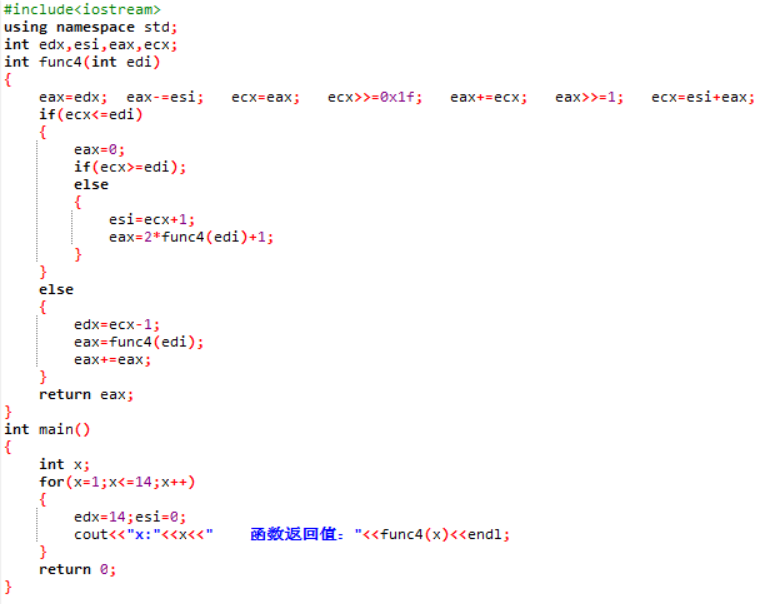 #include<iostream>
using namespace std;
int edx,esi,eax,ecx;
int func4(int edi)
{
    eax=edx;  eax-=esi;   ecx=eax;   ecx>>=0x1f;   eax+=ecx;   eax>>=1;   ecx=esi+eax;
    if(ecx<=edi)
    {
        eax=0;
        if(ecx>=edi);
        else
        {
            esi=ecx+1;
            eax=2*func4(edi)+1;
        }
    }
    else
    {
        edx=ecx-1;
        eax=func4(edi);
        eax+=eax;
    }
    return eax;
}
int main()
{
    int x;
    for(x=1;x<=14;x++)
    {
        edx=14;esi=0;
        cout<<"x:"<<x<<"    函数返回值："<<func4(x)<<endl;
    }
    return 0;
}